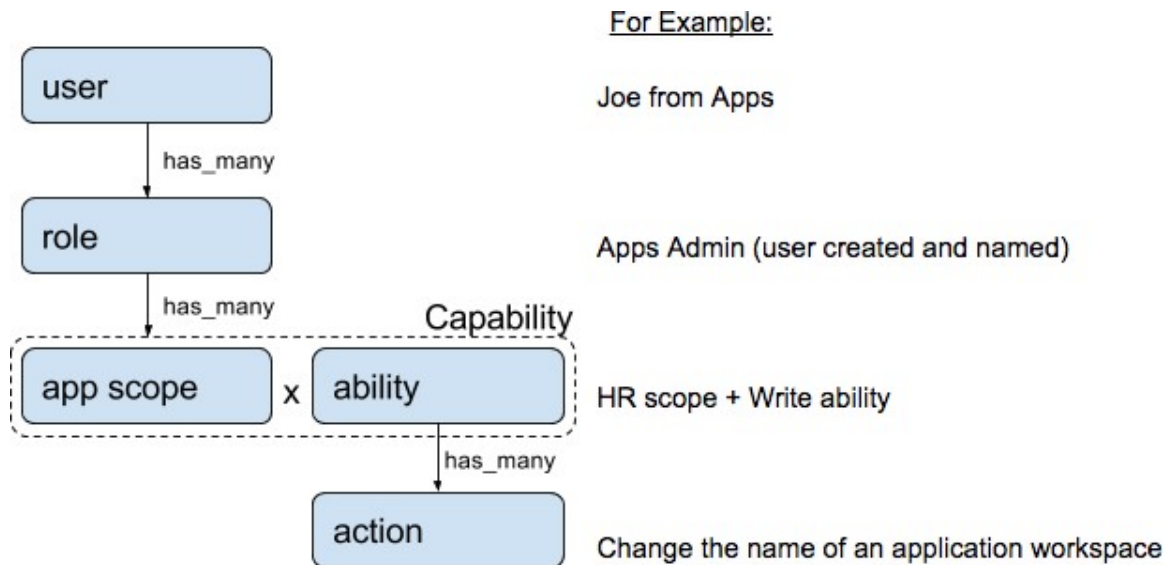 For Example:
user
Joe from Apps
has_many
role
Apps Admin (user created and named)
has_many
Capability
app scope x ability
HR scope + Write ability
has_many
action
Change the name of an application workspace